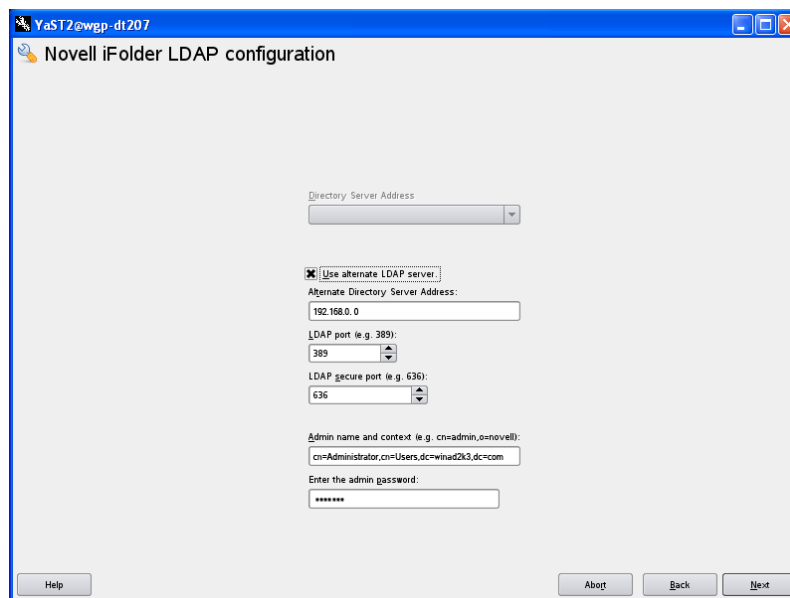 YaST2@wgp-dt207
Novell iFolder LDAP configuration
Directory Server Address
Use alternate LDAP server.
Alternate Directory Server Address:
192.168.0. 0
LDAP port (e.g. 389):
389
LDAP secure port (e.g. 636):
636
Admin name and context (e.g. cn=admin,o=novell):
cn=Administrator,cn=Users,dc=winad2k3,dc=com
Enter the admin password:
*******
Help Abort Back Next